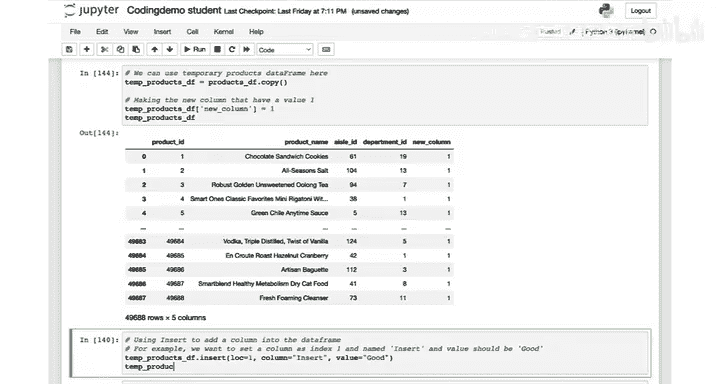 jupyter Codingdemo student Last Checkpoint: Last Friday at 7:11 PM (unsaved changes)
Logout
File Edit View Insert Cell Kernel Help
Trusted Python 3 (ipykernel)
Run Code
In [144]: # We can use temporary products dataFrame here
temp_products_df = products_df.copy()
# Making the new column that have a value 1
temp_products_df['new_column'] = 1
temp_products_df
Out[144]:
product_id product_name aisle_id department_id new_column
0 1 Chocolate Sandwich Cookies 61 19 1
1 2 All-Seasons Salt 104 13 1
2 3 Robust Golden Unsweetened Oolong Tea 94 7 1
3 4 Smart Ones Classic Favorites Mini Rigatoni Wit... 38 1 1
4 5 Green Chile Anytime Sauce 5 13 1
... ... ... ... ... ...
49683 49684 Vodka, Triple Distilled, Twist of Vanilla 124 5 1
49684 49685 En Croute Roast Hazelnut Cranberry 42 1 1
49685 49686 Artisan Baguette 112 3 1
49686 49687 Smartblend Healthy Metabolism Dry Cat Food 41 8 1
49687 49688 Fresh Foaming Cleanser 73 11 1
49688 rows × 5 columns
In [140]: # Using Insert to add a column into the dataframe
# For example, we want to set a column as index 1 and named 'Insert' and value should be 'Good'
temp_products_df.insert(loc=1, column="Insert", value="Good")
temp_produc